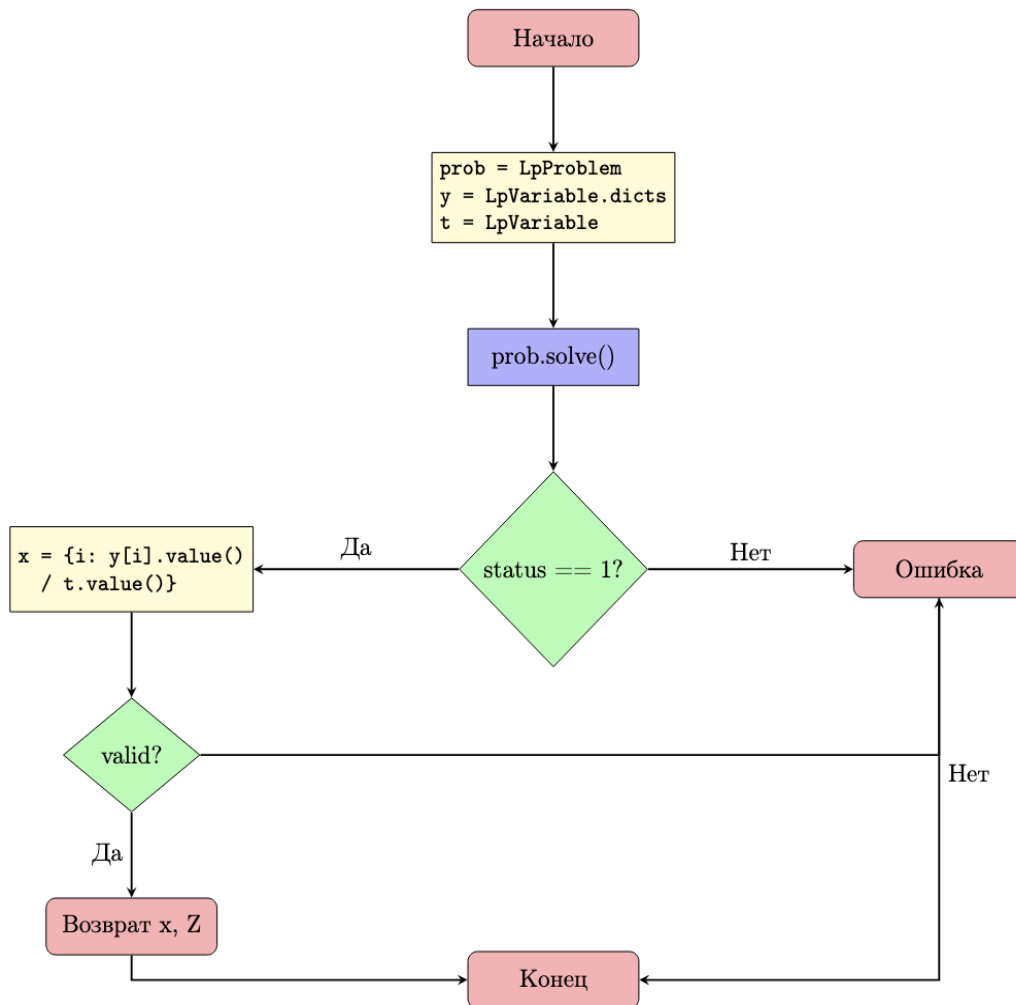 Начало
prob = LpProblem
y = LpVariable.dicts
t = LpVariable
prob.solve()
status == 1?
Да
Нет
x = {i: y[i].value()
/ t.value()}
Ошибка
valid?
Нет
Да
Возврат x, Z
Конец